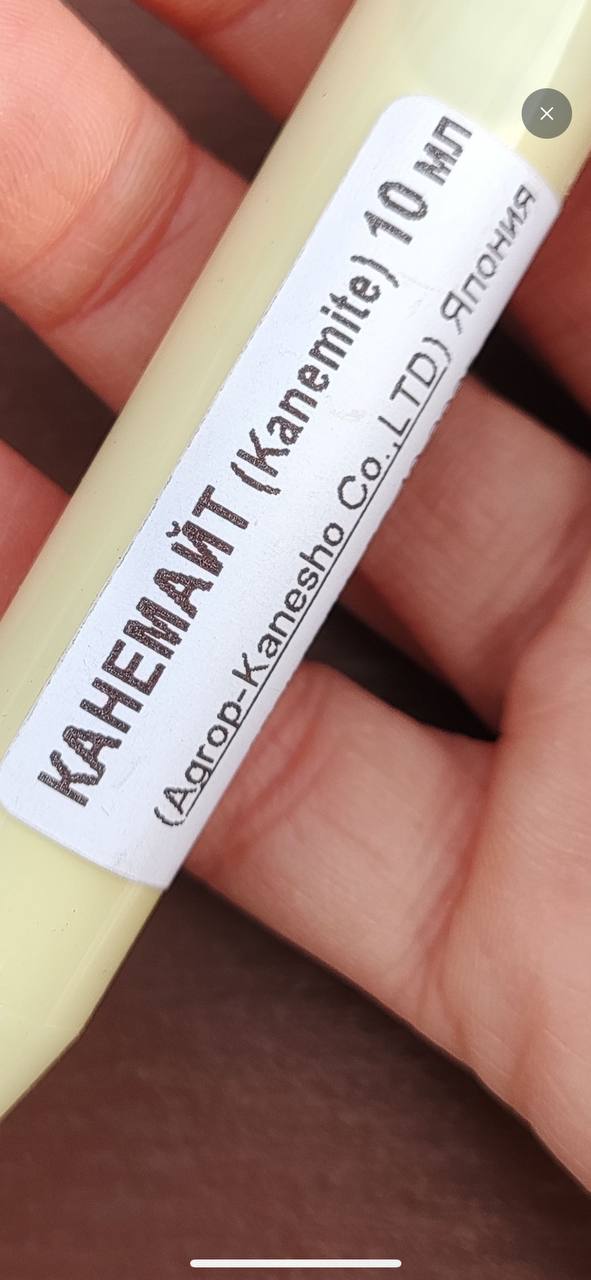 КАНЕМАЙТ (Kanemite) 10 мл
(Agrop-Kanesho Co.,LTD) Япония